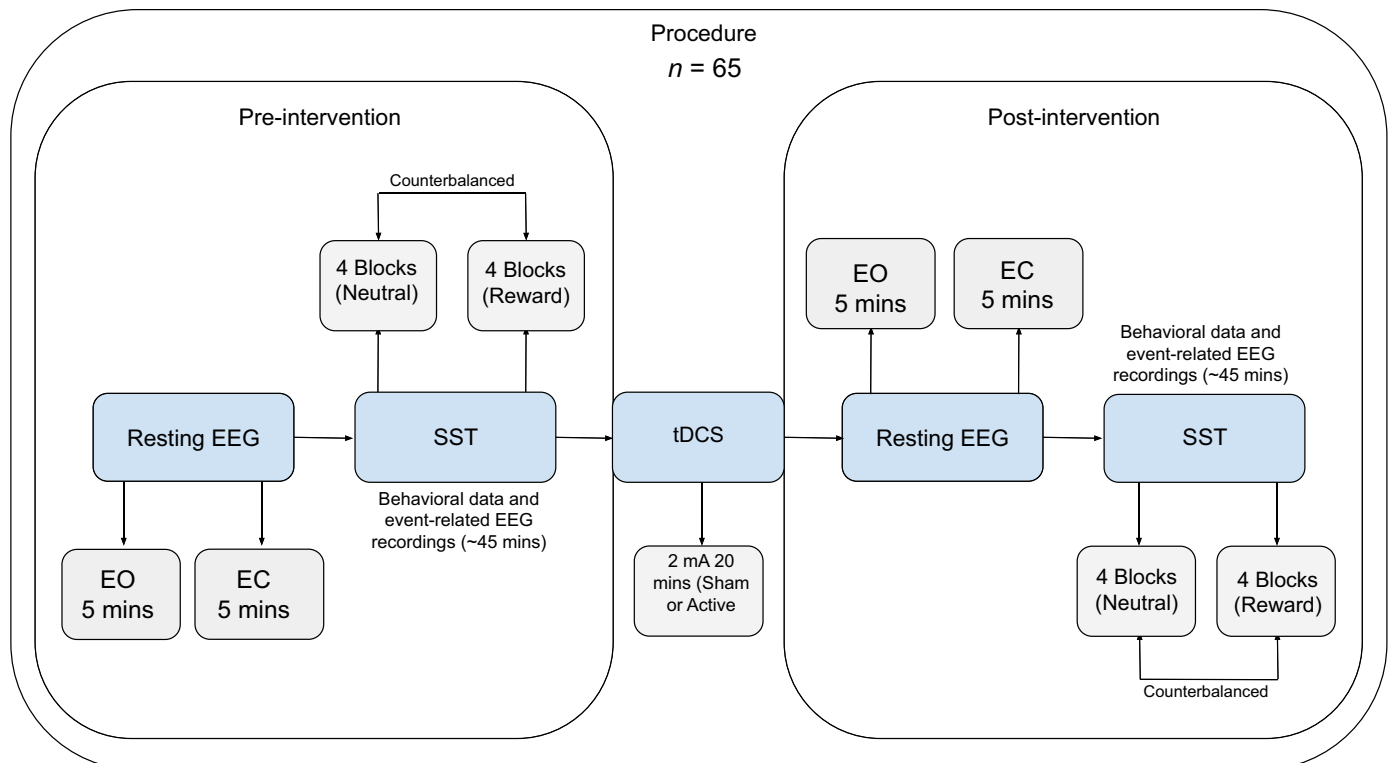 Procedure
n = 65
Pre-intervention
Counterbalanced
4 Blocks
(Neutral)
4 Blocks
(Reward)
Resting EEG
SST
Behavioral data and
event-related EEG
recordings (~45 mins)
EO
5 mins
EC
5 mins
tDCS
2 mA 20
mins (Sham
or Active
Post-intervention
EO
5 mins
EC
5 mins
Resting EEG
Behavioral data and
event-related EEG
recordings (~45 mins)
SST
4 Blocks
(Neutral)
4 Blocks
(Reward)
Counterbalanced